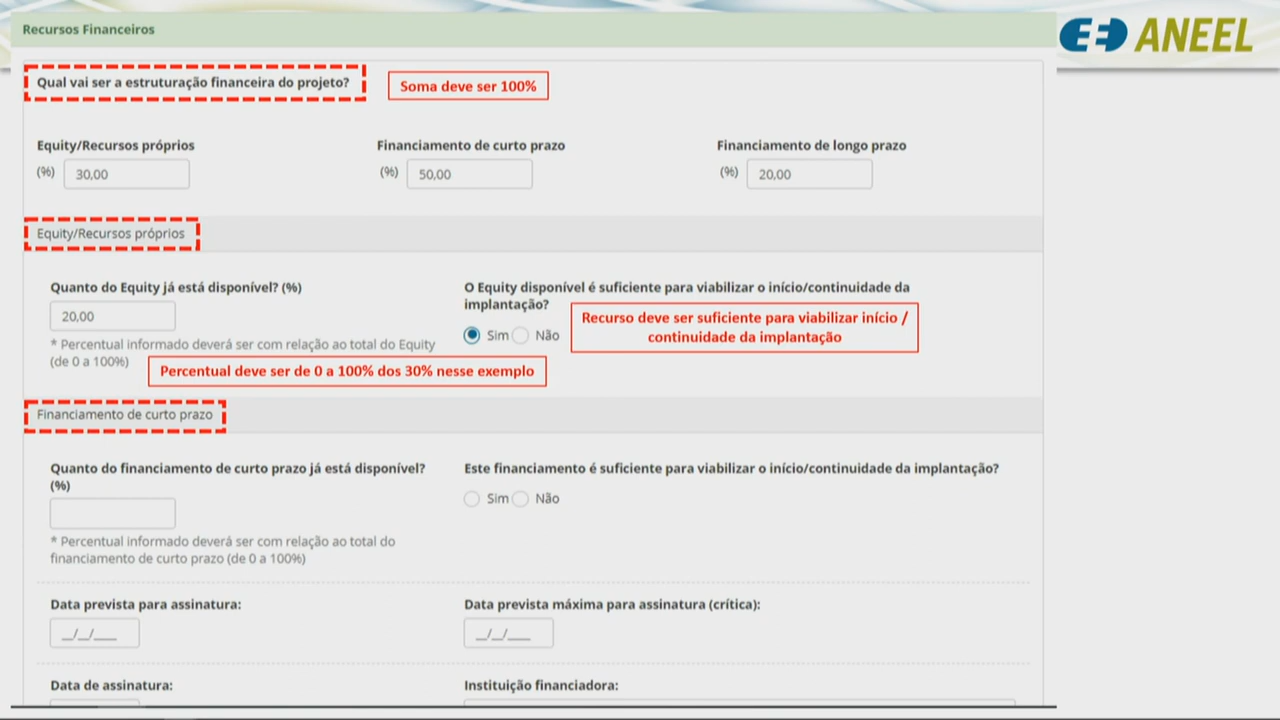 Recursos Financeiros
ANEEL
Qual vai ser a estruturação financeira do projeto?
Soma deve ser 100%
Equity/Recursos próprios
Financiamento de curto prazo
Financiamento de longo prazo
(%) 30,00
(%) 50,00
(%) 20,00
Equity/Recursos próprios
Quanto do Equity já está disponível? (%)
20,00
* Percentual informado deverá ser com relação ao total do Equity
(de 0 a 100%)
Percentual deve ser de 0 a 100% dos 30% nesse exemplo
O Equity disponível é suficiente para viabilizar o início/continuidade da
implantação?
Sim Não
Recurso deve ser suficiente para viabilizar início /
continuidade da implantação
Financiamento de curto prazo
Quanto do financiamento de curto prazo já está disponível?
(%)
* Percentual informado deverá ser com relação ao total do
financiamento de curto prazo (de 0 a 100%)
Este financiamento é suficiente para viabilizar o início/continuidade da implantação?
Sim Não
Data prevista para assinatura:
__/__/____
Data prevista máxima para assinatura (crítica):
__/__/____
Data de assinatura:
Instituição financiadora: